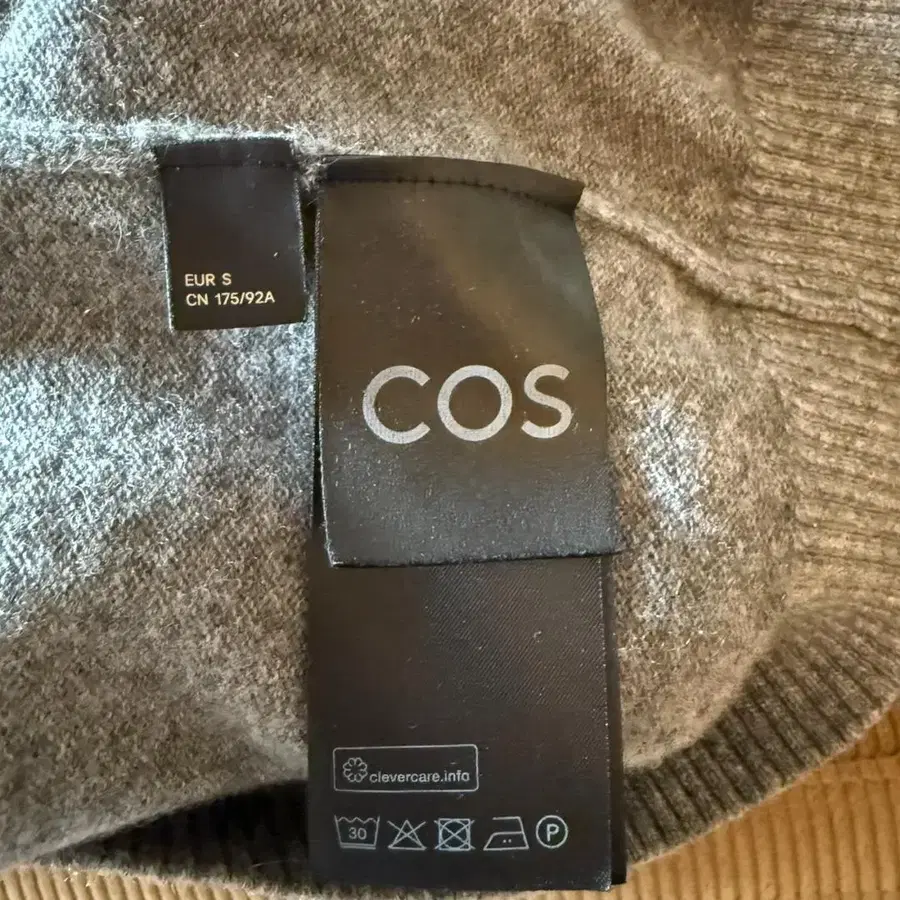 EUR S
CN 175/92A
COS
clevercare.info
30
P